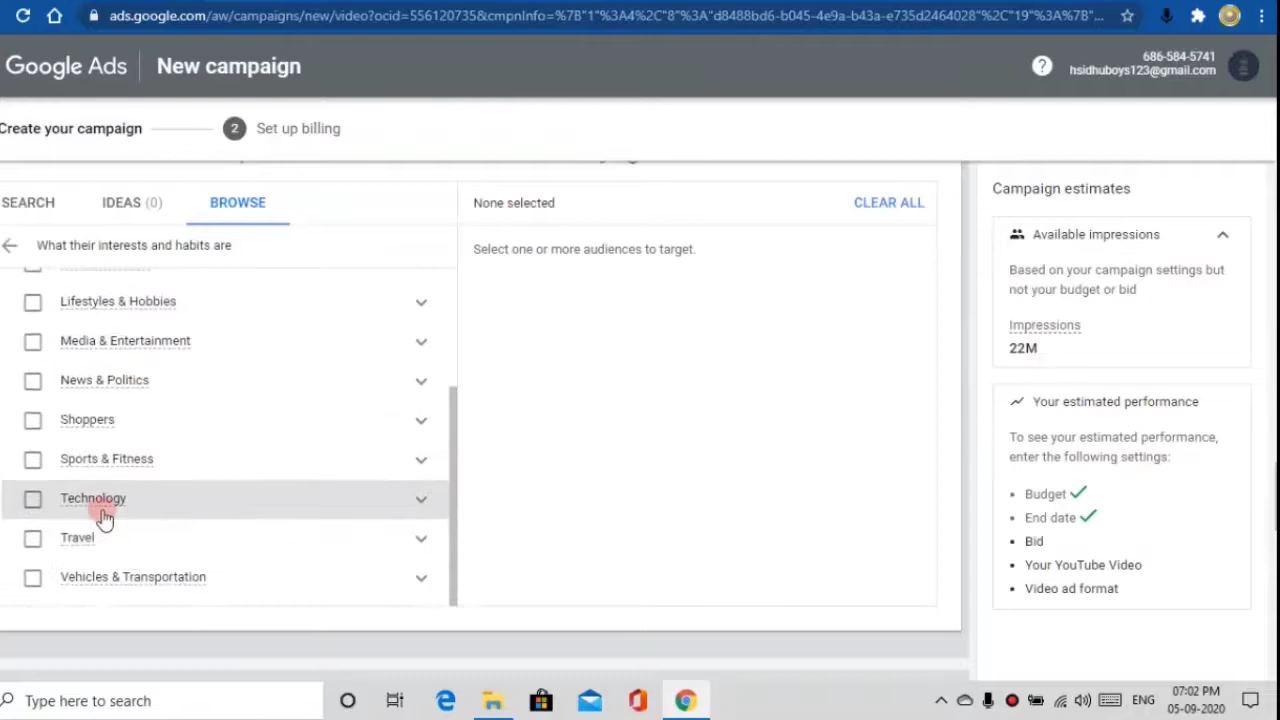 ads.google.com/aw/campaigns/new/video?ocid=556120735&cmpnInfo=%7B"1"%3A4%2C"8"%3A"d8488bd6-b045-4e9a-b43a-e735d2464028"%2C"19"%3A%7B"...
Google Ads
New campaign
686-584-5741
hsidhuboys123@gmail.com
Create your campaign
2
Set up billing
SEARCH
IDEAS (0)
BROWSE
None selected
CLEAR ALL
What their interests and habits are
Select one or more audiences to target.
Lifestyles & Hobbies
Media & Entertainment
News & Politics
Shoppers
Sports & Fitness
Technology
Travel
Vehicles & Transportation
Campaign estimates
Available impressions
Based on your campaign settings but
not your budget or bid
Impressions
22M
Your estimated performance
To see your estimated performance,
enter the following settings:
• Budget
• End date
• Bid
• Your YouTube Video
• Video ad format
Type here to search
ENG
07:02 PM
05-09-2020